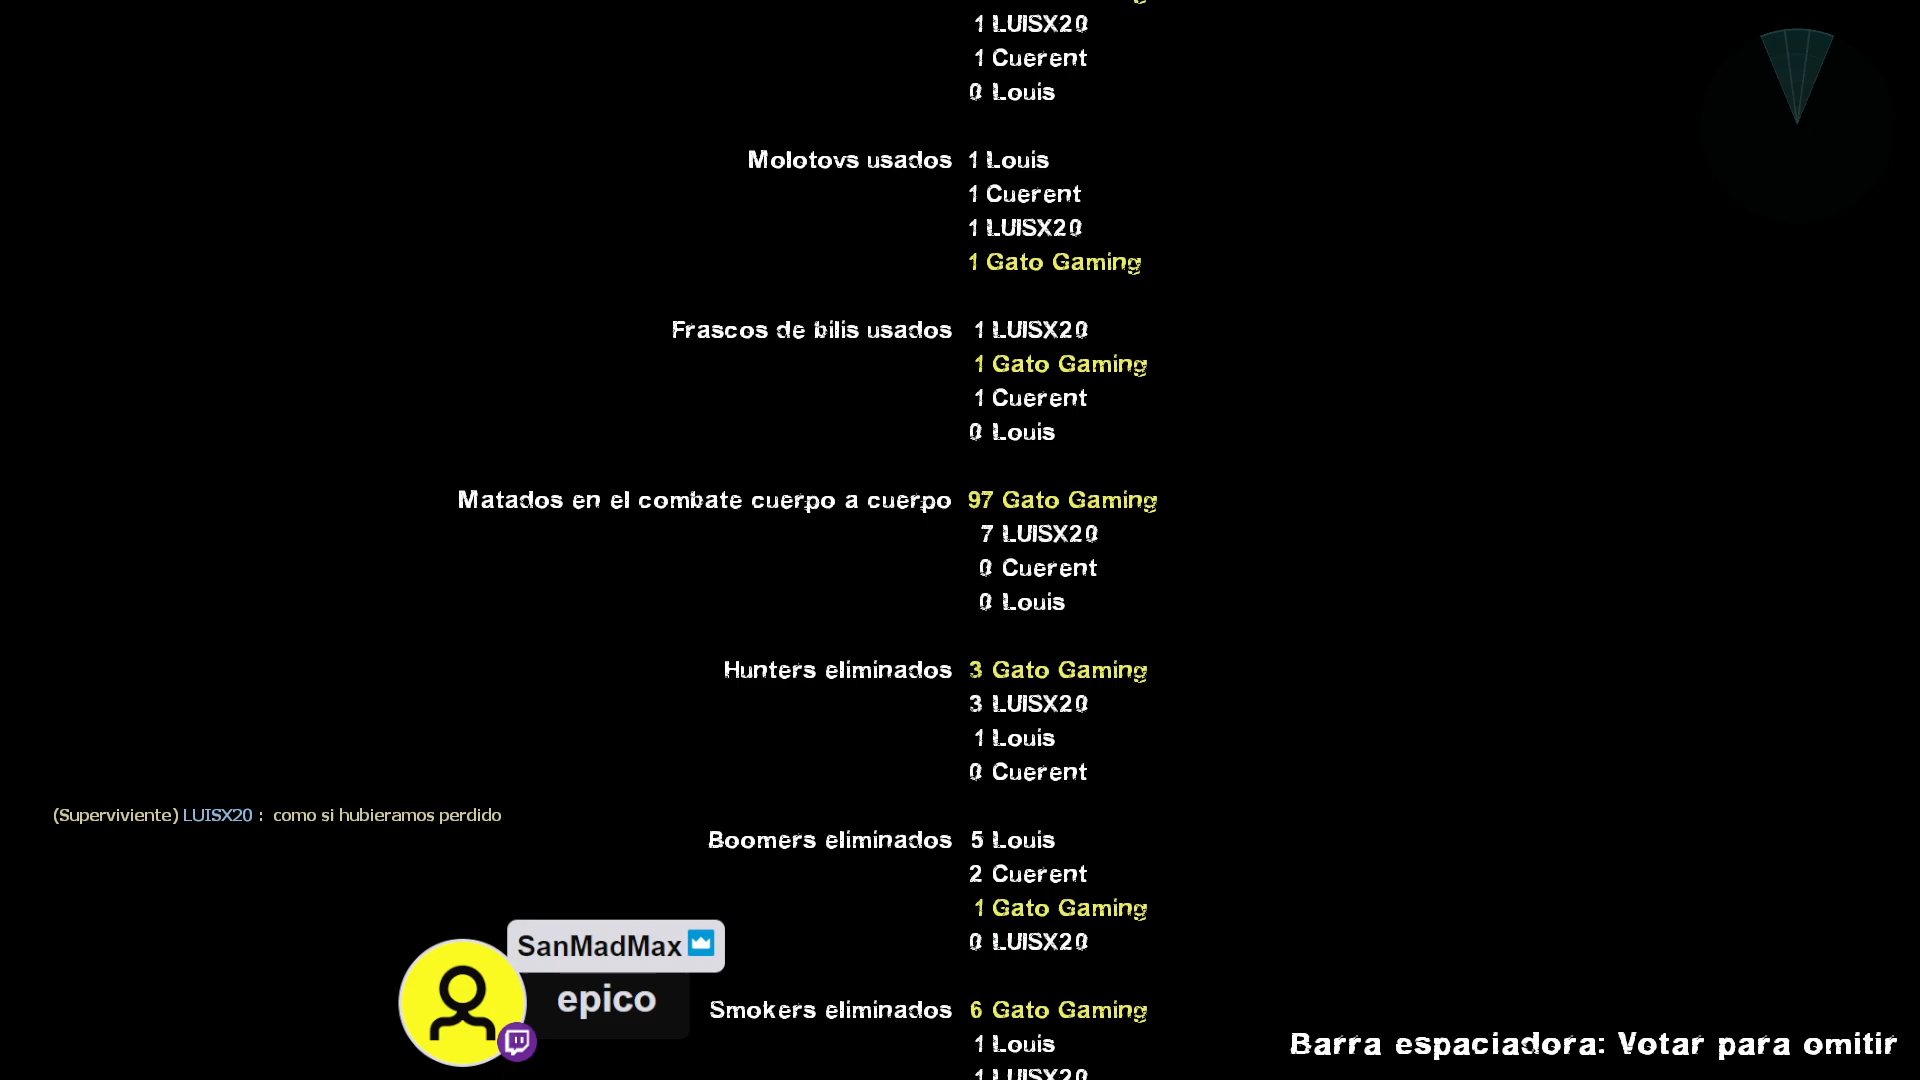 1 LUISX20
1 Cuerent
0 Louis
Molotovs usados 1 Louis
1 Cuerent
1 LUISX20
1 Gato Gaming
Frascos de bilis usados 1 LUISX20
1 Gato Gaming
1 Cuerent
0 Louis
Matados en el combate cuerpo a cuerpo 97 Gato Gaming
7 LUISX20
0 Cuerent
0 Louis
Hunters eliminados 3 Gato Gaming
3 LUISX20
1 Louis
0 Cuerent
(Superviviente) LUISX20 : como si hubieramos perdido
Boomers eliminados 5 Louis
2 Cuerent
1 Gato Gaming
0 LUISX20
SanMadMax
epico
Smokers eliminados 6 Gato Gaming
1 Louis
1 LUISX20
Barra espaciadora: Votar para omitir